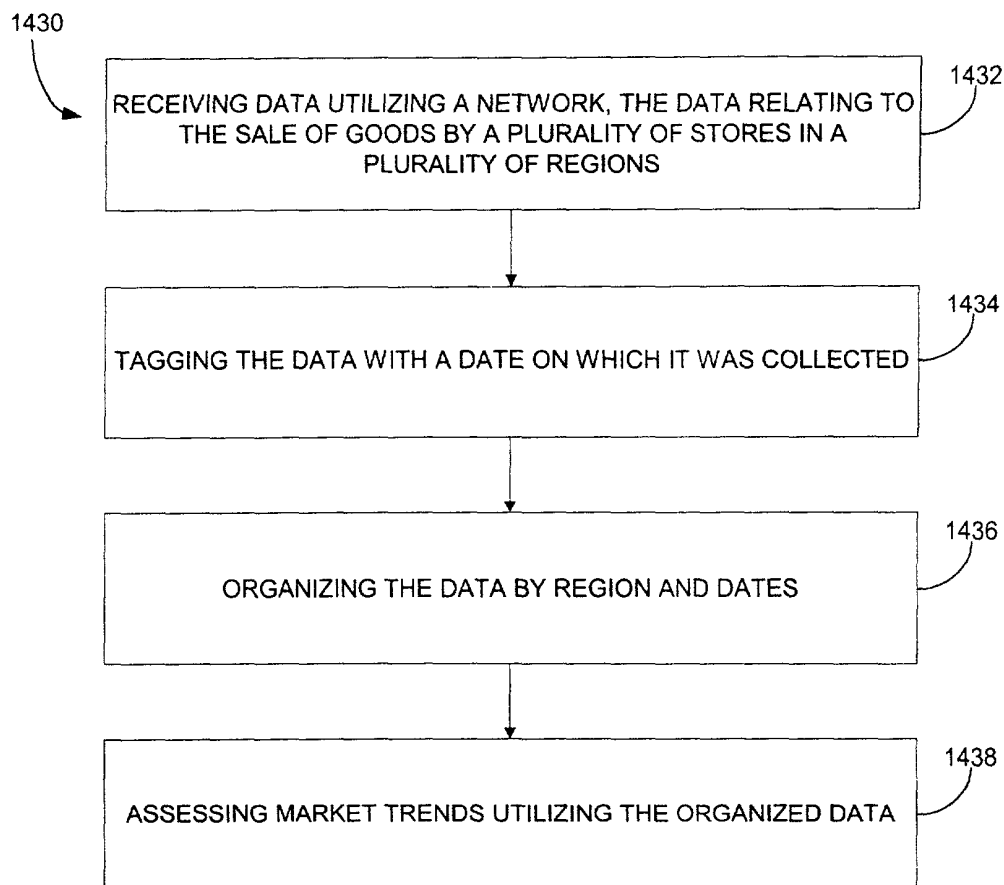 1430
1432
RECEIVING DATA UTILIZING A NETWORK, THE DATA RELATING TO
THE SALE OF GOODS BY A PLURALITY OF STORES IN A
PLURALITY OF REGIONS
1434
TAGGING THE DATA WITH A DATE ON WHICH IT WAS COLLECTED
1436
ORGANIZING THE DATA BY REGION AND DATES
1438
ASSESSING MARKET TRENDS UTILIZING THE ORGANIZED DATA